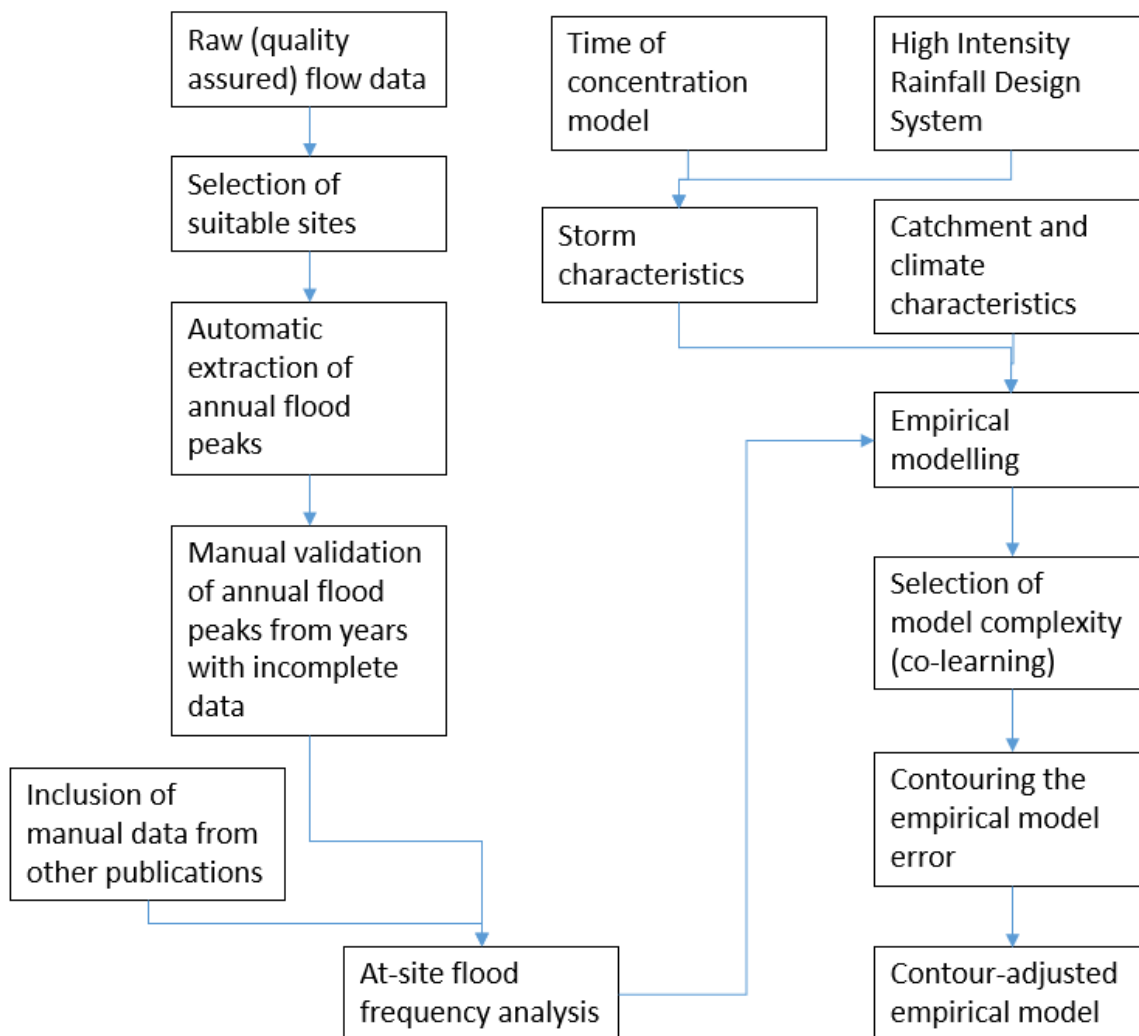 Raw (quality
assured) flow data
Selection of
suitable sites
Automatic
extraction of
annual flood
peaks
Manual validation
of annual flood
peaks from years
with incomplete
data
Inclusion of
manual data from
other publications
At-site flood
frequency analysis
Time of
concentration
model
High Intensity
Rainfall Design
System
Storm
characteristics
Catchment and
climate
characteristics
Empirical
modelling
Selection of
model complexity
(co-learning)
Contouring the
empirical model
error
Contour-adjusted
empirical model